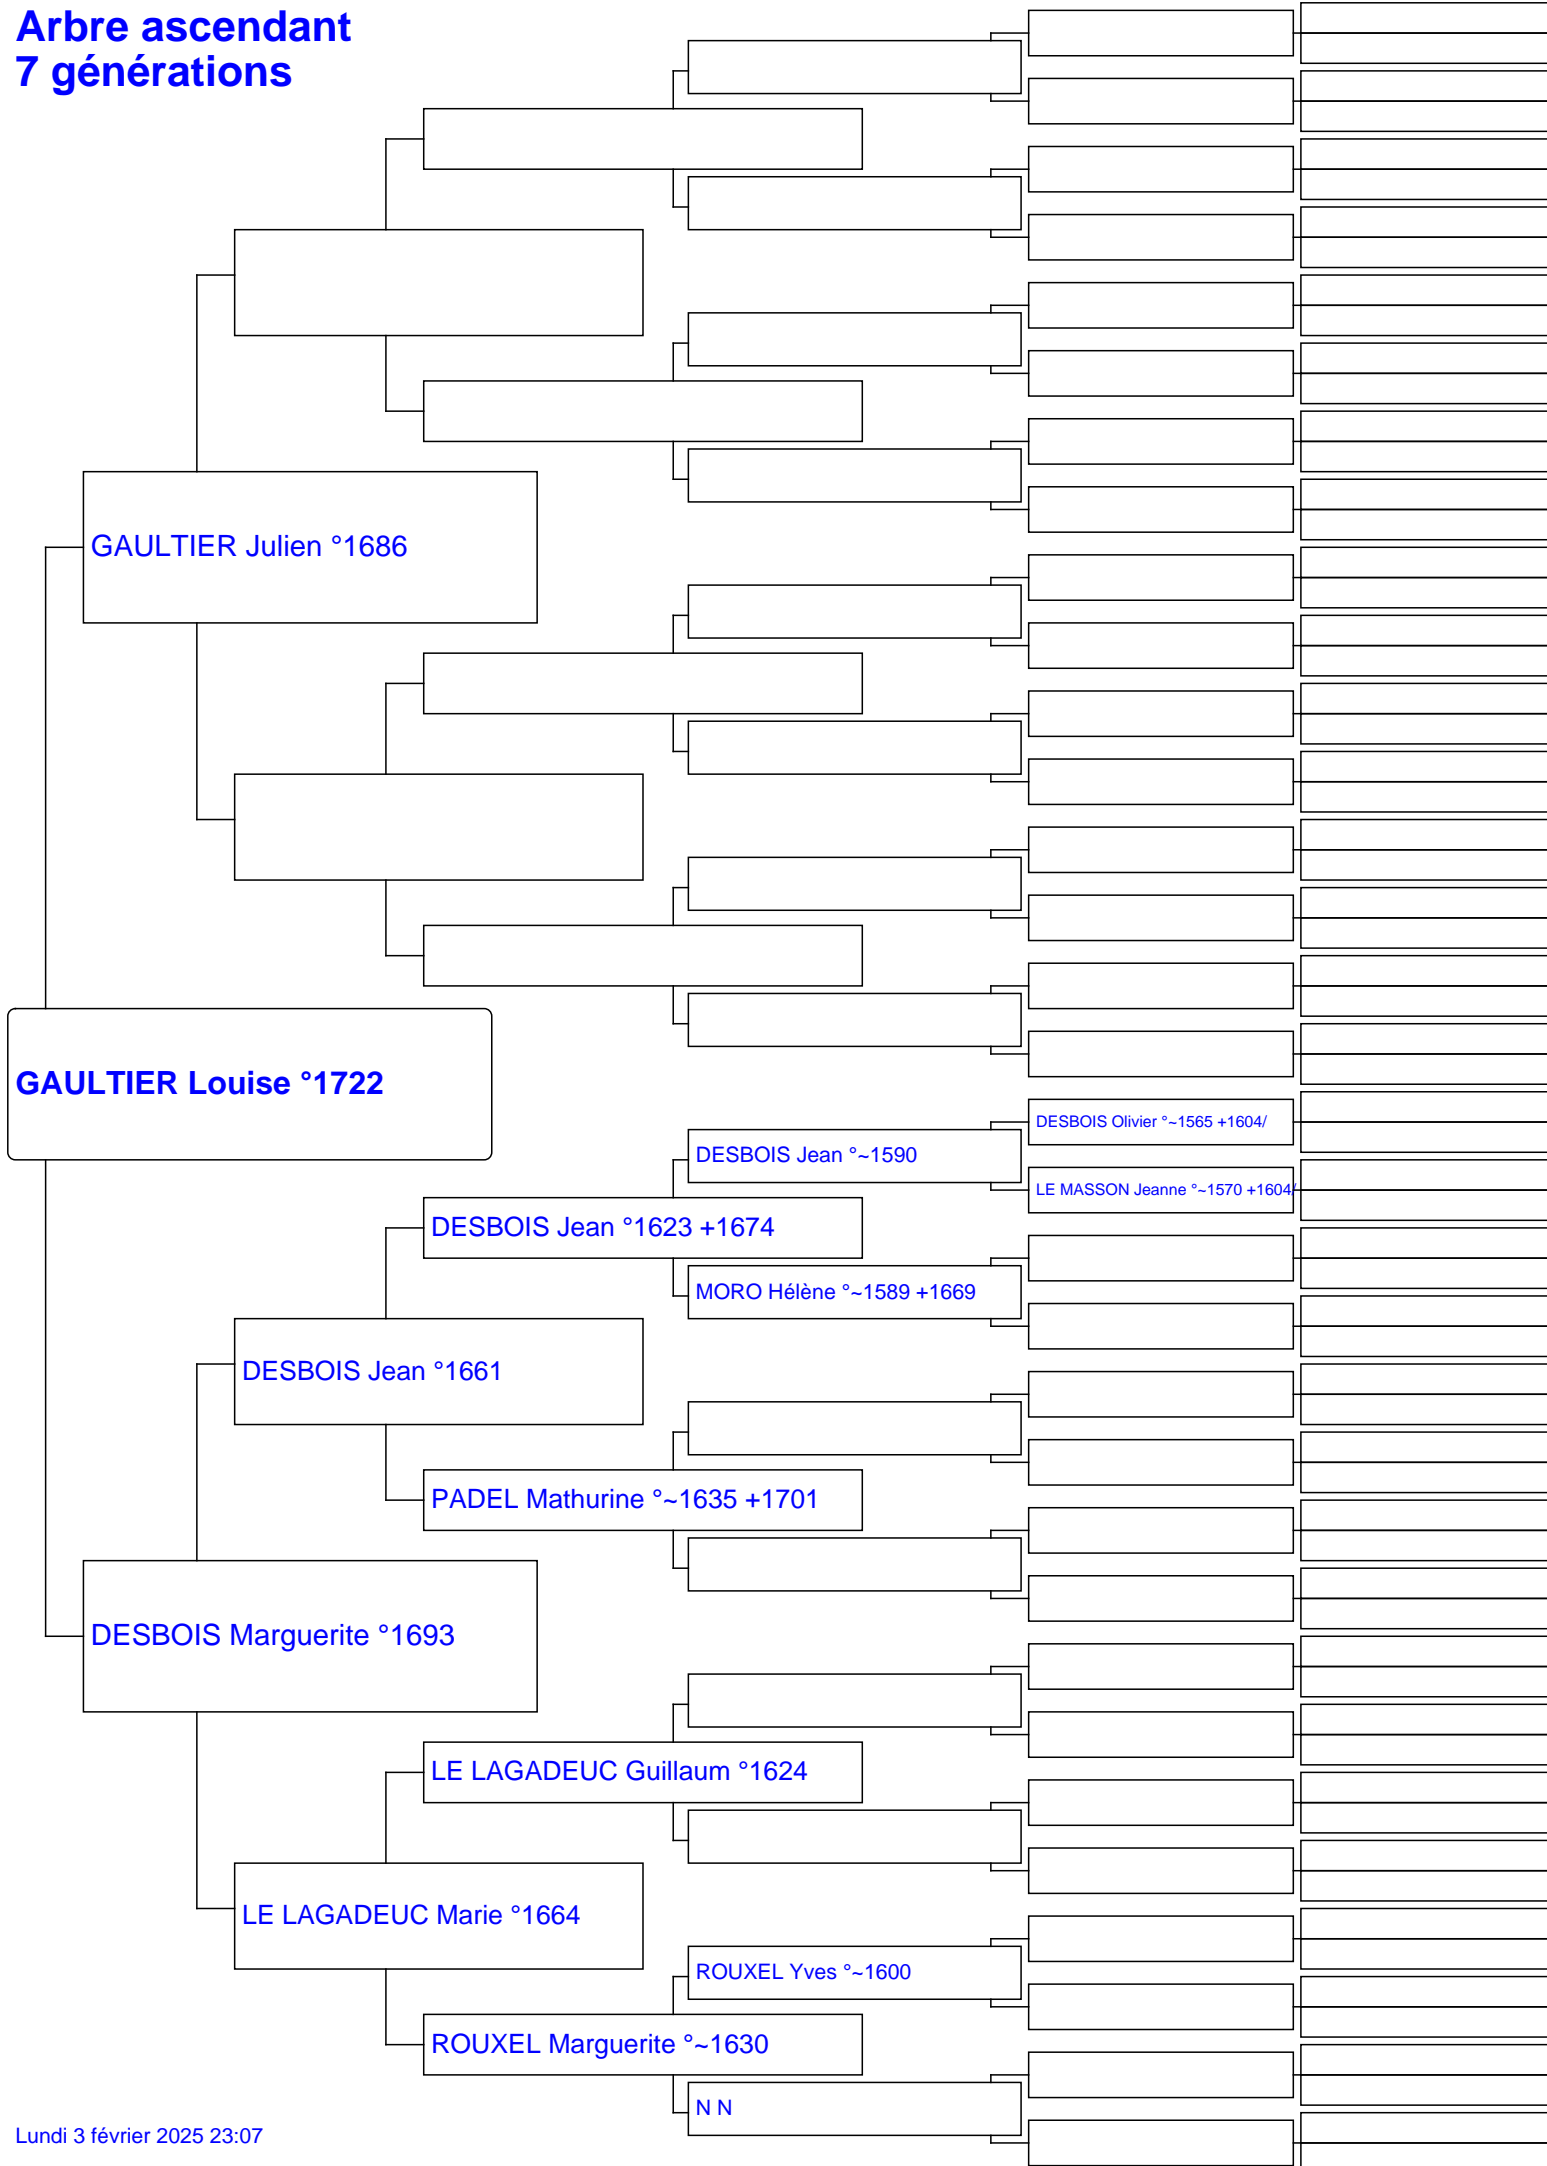 Arbre ascendant
7 générations
GAULTIER Julien °1686
GAULTIER Louise °1722
DESBOIS Olivier °~1565 +1604/
DESBOIS Jean °~1590
LE MASSON Jeanne °~1570 +1604/
DESBOIS Jean °1623 +1674
MORO Hélène °~1589 +1669
DESBOIS Jean °1661
PADEL Mathurine °~1635 +1701
DESBOIS Marguerite °1693
LE LAGADEUC Guillaum °1624
LE LAGADEUC Marie °1664
ROUXEL Yves °~1600
ROUXEL Marguerite °~1630
N N
Lundi 3 février 2025 23:07